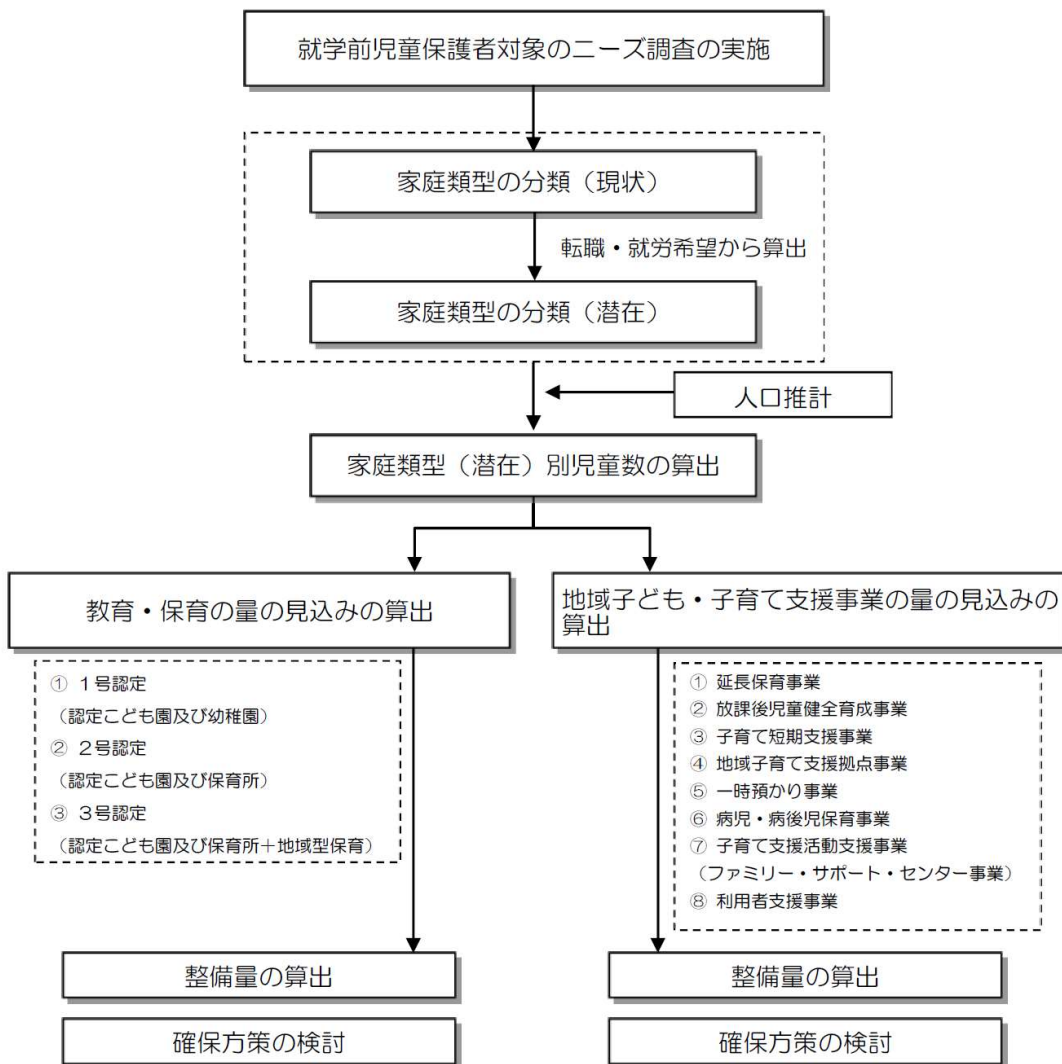 就学前児童保護者対象のニーズ調査の実施
家庭類型の分類（現状）
転職・就労希望から算出
家庭類型の分類（潜在）
人口推計
家庭類型（潜在）別児童数の算出
教育・保育の量の見込みの算出
① １号認定
（認定こども園及び幼稚園）
② ２号認定
（認定こども園及び保育所）
③ ３号認定
（認定こども園及び保育所＋地域型保育）
整備量の算出
確保方策の検討
地域子ども・子育て支援事業の量の見込みの
算出
① 延長保育事業
② 放課後児童健全育成事業
③ 子育て短期支援事業
④ 地域子育て支援拠点事業
⑤ 一時預かり事業
⑥ 病児・病後児保育事業
⑦ 子育て支援活動支援事業
（ファミリー・サポート・センター事業）
⑧ 利用者支援事業
整備量の算出
確保方策の検討